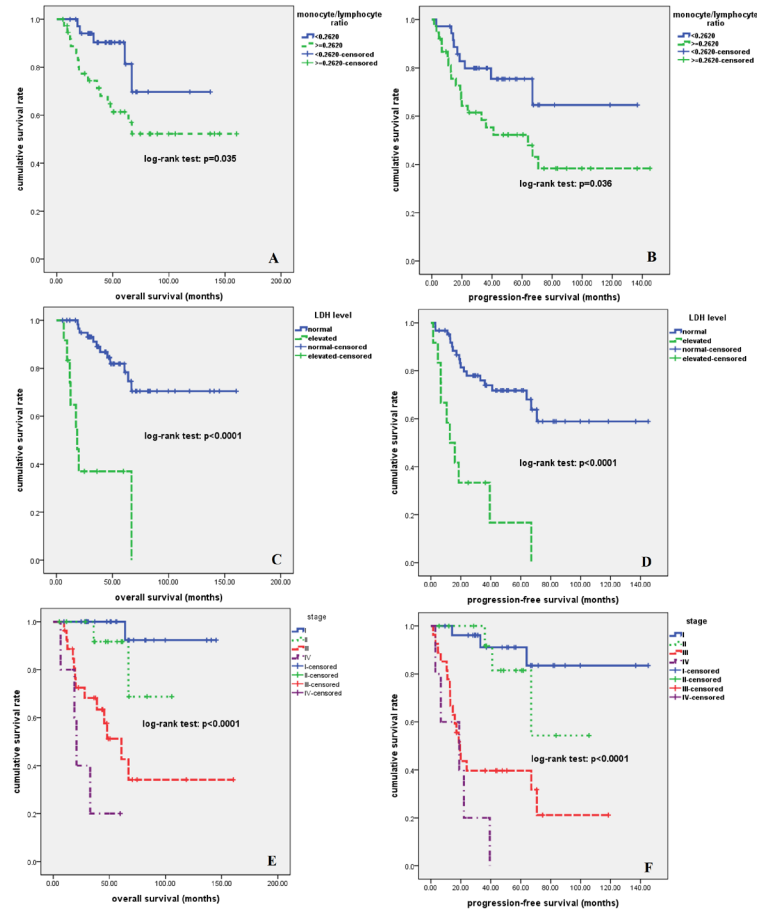 monocyte/lymphocyte
ratio
<0.2620
>=0.2620
<0.2620-censored
>=0.2620-censored
cumulative survival rate
1.0
0.8
0.6
0.4
0.2
0.0
log-rank test: p=0.035
A
.00 50.00 100.00 150.00 200.00
overall survival (months)
monocyte/lymphocyte
ratio
<0.2620
>=0.2620
<0.2620-censored
>=0.2620-censored
cumulative survival rate
1.0
0.8
0.6
0.4
0.2
0.0
log-rank test: p=0.036
B
.00 20.00 40.00 60.00 80.00 100.00 120.00 140.00
progression-free survival (months)
LDH level
normal
elevated
normal-censored
elevated-censored
cumulative survival rate
1.0
0.8
0.6
0.4
0.2
0.0
log-rank test: p<0.0001
C
.00 50.00 100.00 150.00 200.00
overall survival (months)
LDH level
normal
elevated
normal-censored
elevated-censored
cumulative survival rate
1.0
0.8
0.6
0.4
0.2
0.0
log-rank test: p<0.0001
D
.00 20.00 40.00 60.00 80.00 100.00 120.00 140.00
progression-free survival (months)
stage
I
II
III
IV
I-censored
II-censored
III-censored
IV-censored
cumulative survival rate
1.0
0.8
0.6
0.4
0.2
0.0
log-rank test: p<0.0001
E
.00 50.00 100.00 150.00 200.00
overall survival (months)
stage
I
II
III
IV
I-censored
II-censored
III-censored
IV-censored
cumulative survival rate
1.0
0.8
0.6
0.4
0.2
0.0
log-rank test: p<0.0001
F
.00 20.00 40.00 60.00 80.00 100.00 120.00 140.00
progression-free survival (months)